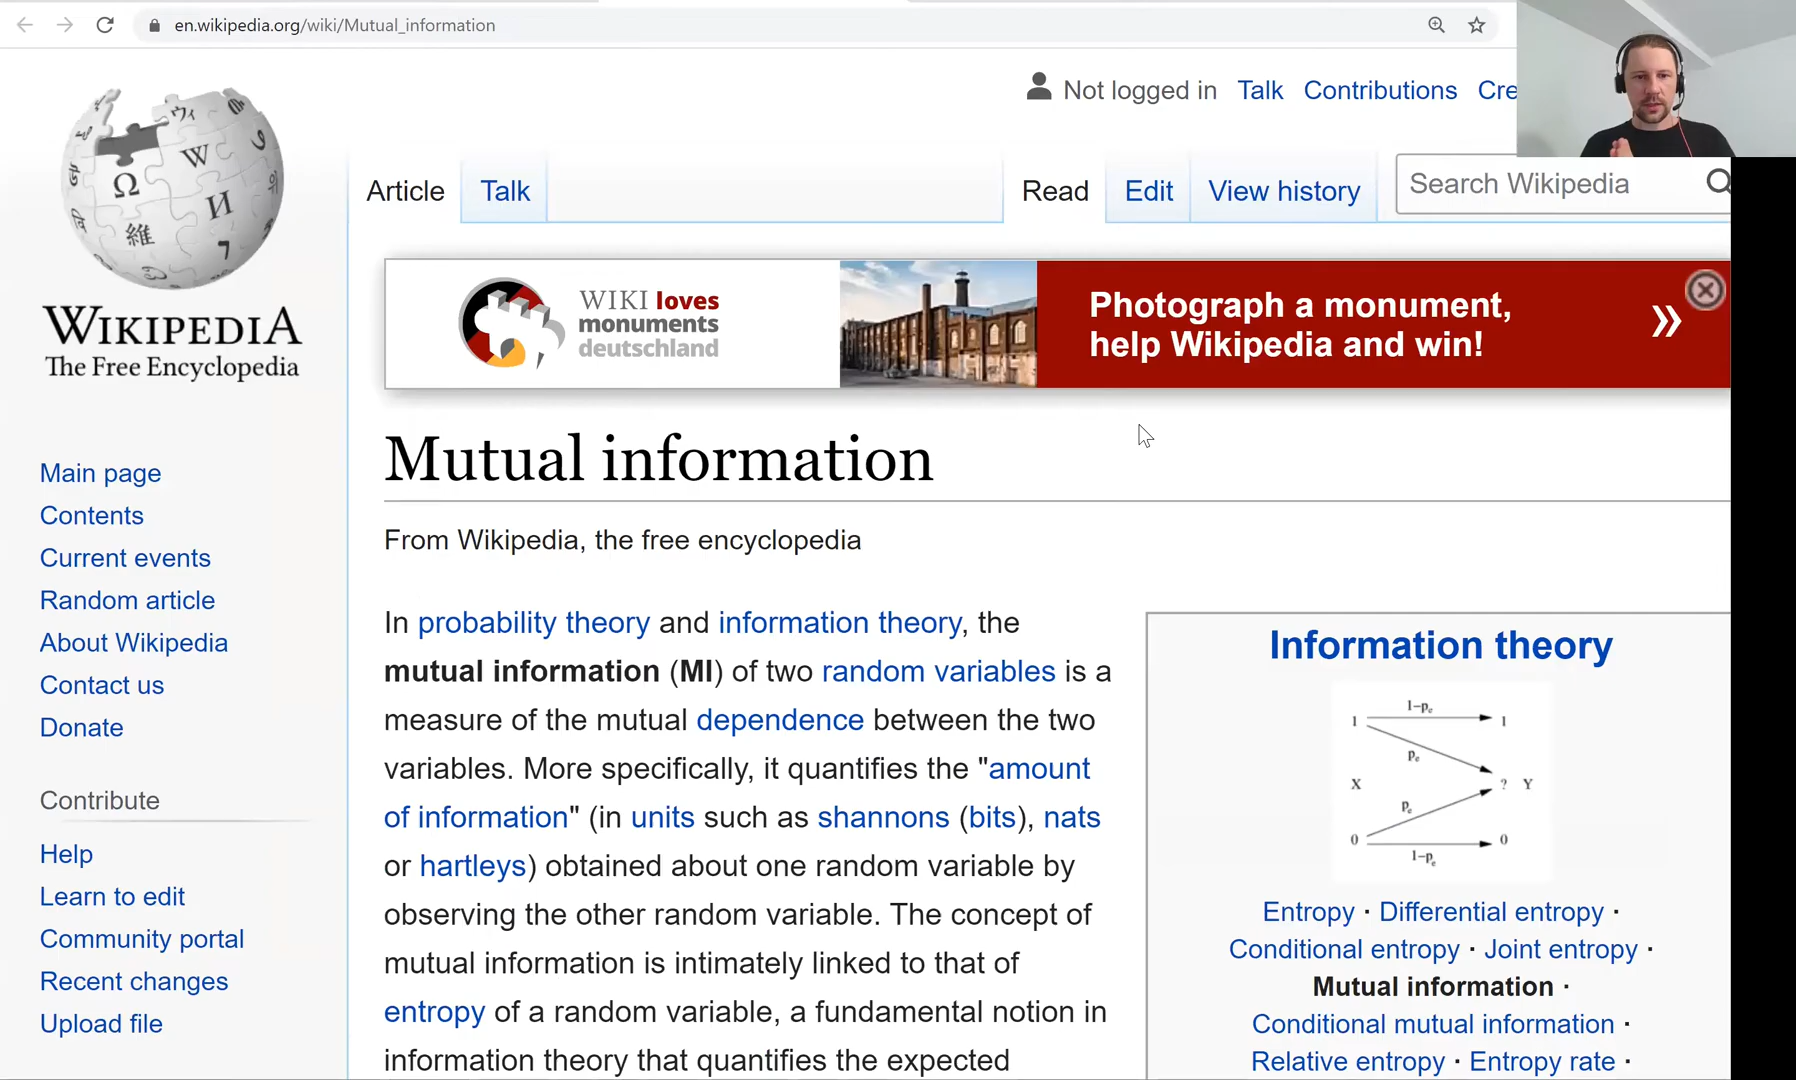 en.wikipedia.org/wiki/Mutual_information
Not logged in Talk Contributions Cre
Article Talk Read Edit View history Search Wikipedia
WIKIPEDIA
The Free Encyclopedia
WIKI loves
monuments
deutschland
Photograph a monument,
help Wikipedia and win!
Main page
Contents
Current events
Random article
About Wikipedia
Contact us
Donate
Contribute
Help
Learn to edit
Community portal
Recent changes
Upload file
Mutual information
From Wikipedia, the free encyclopedia
In probability theory and information theory, the
mutual information (MI) of two random variables is a
measure of the mutual dependence between the two
variables. More specifically, it quantifies the "amount
of information" (in units such as shannons (bits), nats
or hartleys) obtained about one random variable by
observing the other random variable. The concept of
mutual information is intimately linked to that of
entropy of a random variable, a fundamental notion in
information theory that quantifies the expected
Information theory
1–pe
1 1
pe
X ? Y
pe
0 0
1–pe
Entropy · Differential entropy ·
Conditional entropy · Joint entropy ·
Mutual information ·
Conditional mutual information ·
Relative entropy · Entropy rate ·